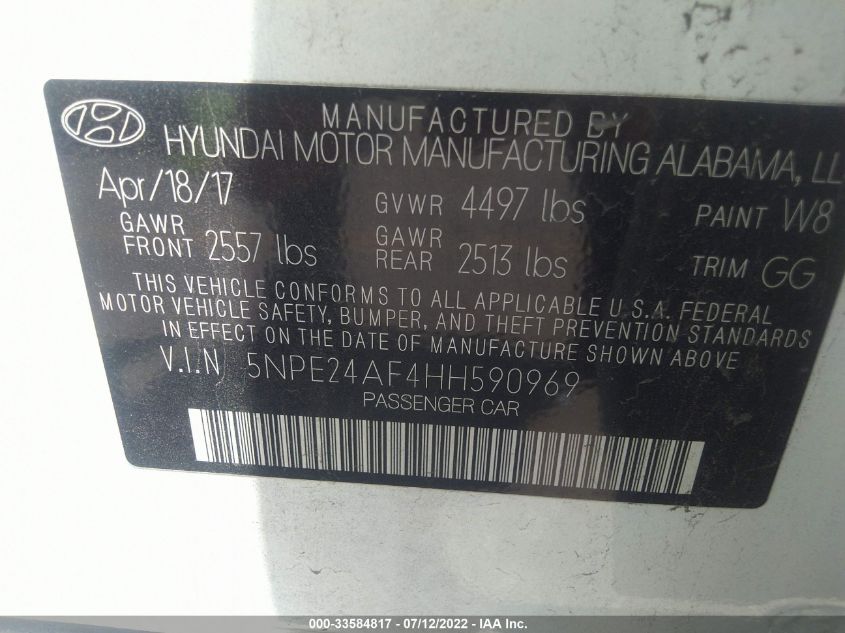 MANUFACTURED BY
HYUNDAI MOTOR MANUFACTURING ALABAMA, LL
Apr/18/17 GVWR 4497 lbs PAINT W8
GAWR FRONT 2557 lbs GAWR REAR 2513 lbs TRIM GG
THIS VEHICLE CONFORMS TO ALL APPLICABLE U.S.A. FEDERAL
MOTOR VEHICLE SAFETY, BUMPER, AND THEFT PREVENTION STANDARDS
IN EFFECT ON THE DATE OF MANUFACTURE SHOWN ABOVE
V.I.N 5NPE24AF4HH590969
PASSENGER CAR
000-33584817 - 07/12/2022 - IAA Inc.